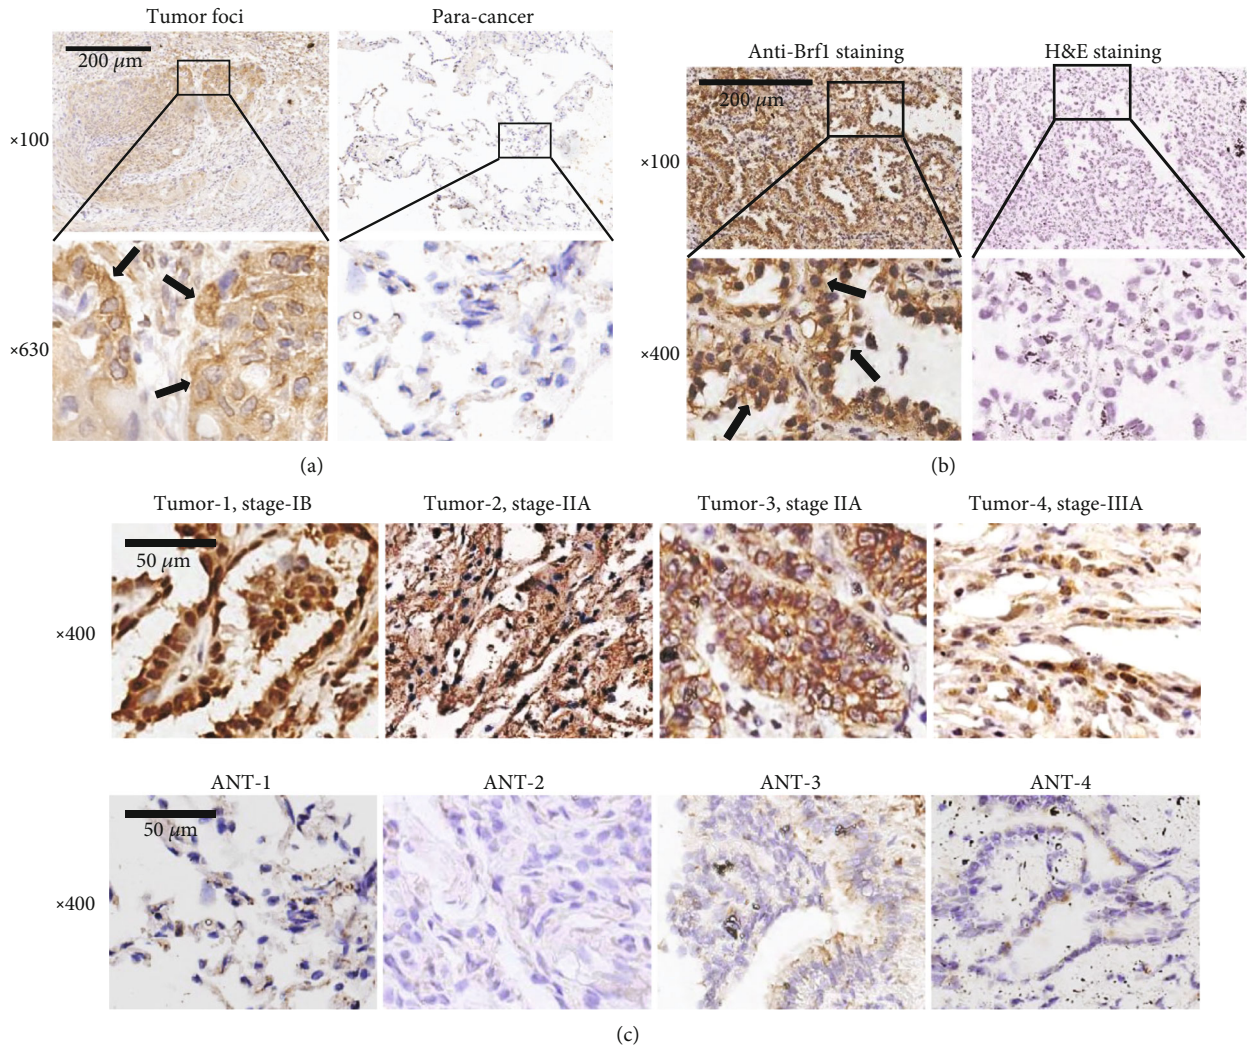 Tumor foci
Para-cancer
200 μm
×100
×630
(a)
Anti-Brf1 staining
H&E staining
200 μm
×100
×400
(b)
Tumor-1, stage-IB
Tumor-2, stage-IIA
Tumor-3, stage IIA
Tumor-4, stage-IIIA
50 μm
×400
ANT-1
ANT-2
ANT-3
ANT-4
50 μm
×400
(c)